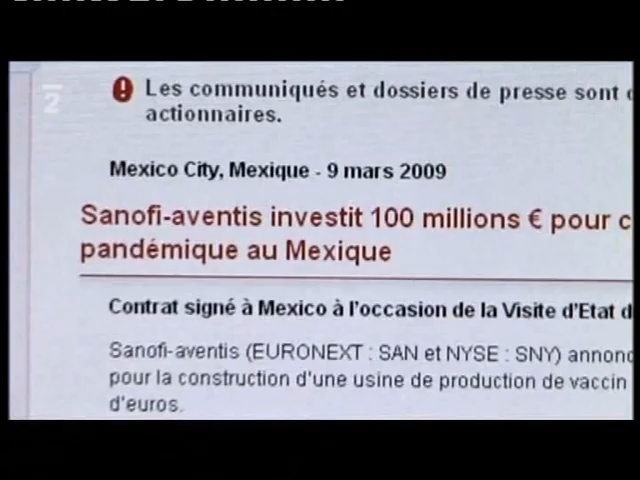 2
Les communiqués et dossiers de presse sont
actionnaires.
Mexico City, Mexique - 9 mars 2009
Sanofi-aventis investit 100 millions € pour c
pandémique au Mexique
Contrat signé à Mexico à l'occasion de la Visite d'Etat d
Sanofi-aventis (EURONEXT : SAN et NYSE : SNY) annonc
pour la construction d'une usine de production de vaccin
d'euros.